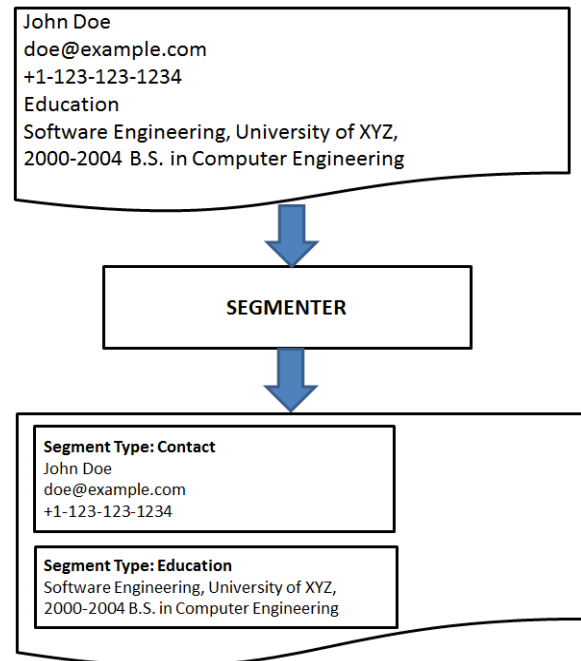 John Doe
doe@example.com
+1-123-123-1234
Education
Software Engineering, University of XYZ,
2000-2004 B.S. in Computer Engineering
SEGMENTER
Segment Type: Contact
John Doe
doe@example.com
+1-123-123-1234
Segment Type: Education
Software Engineering, University of XYZ,
2000-2004 B.S. in Computer Engineering